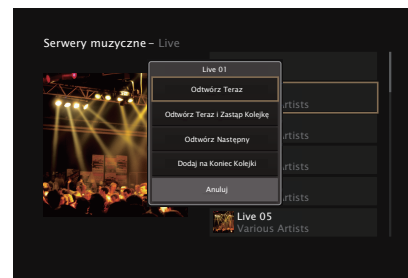 Serwery muzyczne – Live
Live 01
Odtwórz Teraz
Odtwórz Teraz i Zastąp Kolejkę
Odtwórz Następny
Dodaj na Koniec Kolejki
Anuluj
Artists
Artists
Artists
Artists
Live 05
Various Artists